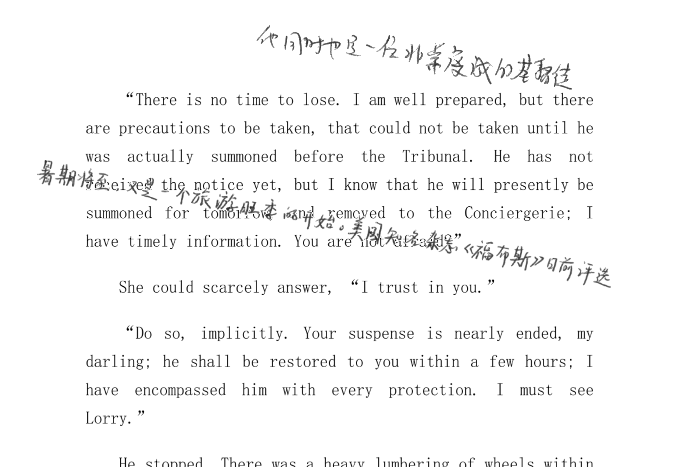 他同时也是一名非常虔诚的基督徒
“There is no time to lose. I am well prepared, but there
are precautions to be taken, that could not be taken until he
was actually summoned before the Tribunal. He has not
暑期将至，又是一个旅游旺季的开始。美国知名杂志《福布斯》日前评选
received the notice yet, but I know that he will presently be
summoned for tomorrow, and removed to the Conciergerie; I
have timely information. You are not afraid?”
She could scarcely answer, “I trust in you.”
“Do so, implicitly. Your suspense is nearly ended, my
darling; he shall be restored to you within a few hours; I
have encompassed him with every protection. I must see
Lorry.”
He stopped. There was a heavy lumbering of wheels within